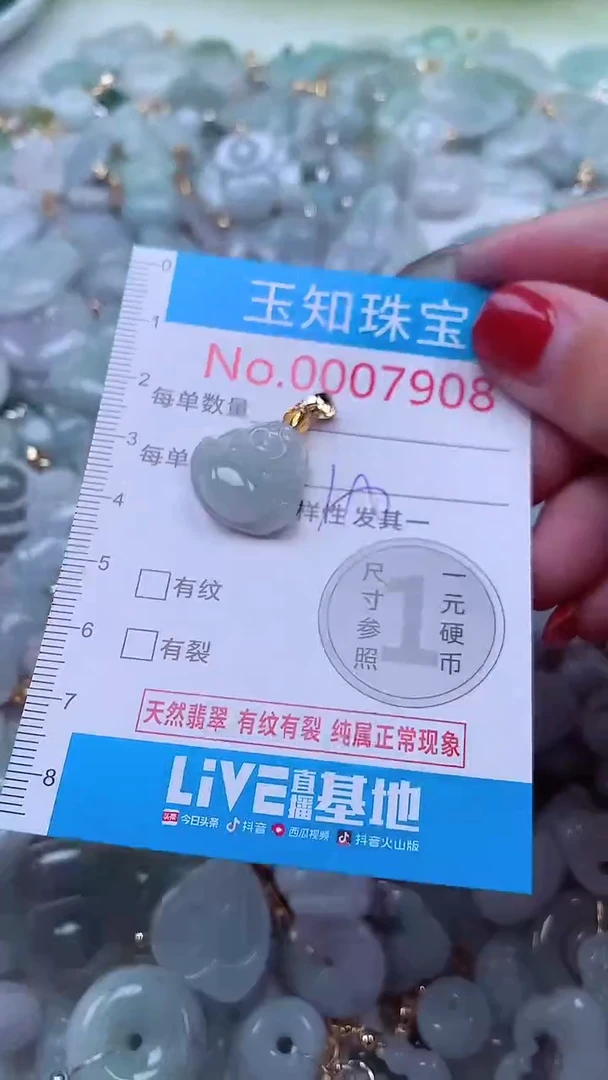 0
玉知珠宝
1
No.0007908
2
每单数量
3
每单
样性 发其一
4
尺寸参照
1
一元硬币
5
有纹
6
有裂
7
天然翡翠 有纹有裂 纯属正常现象
8
LiVE直播基地
头条 今日头条 抖音 西瓜视频 抖音火山版